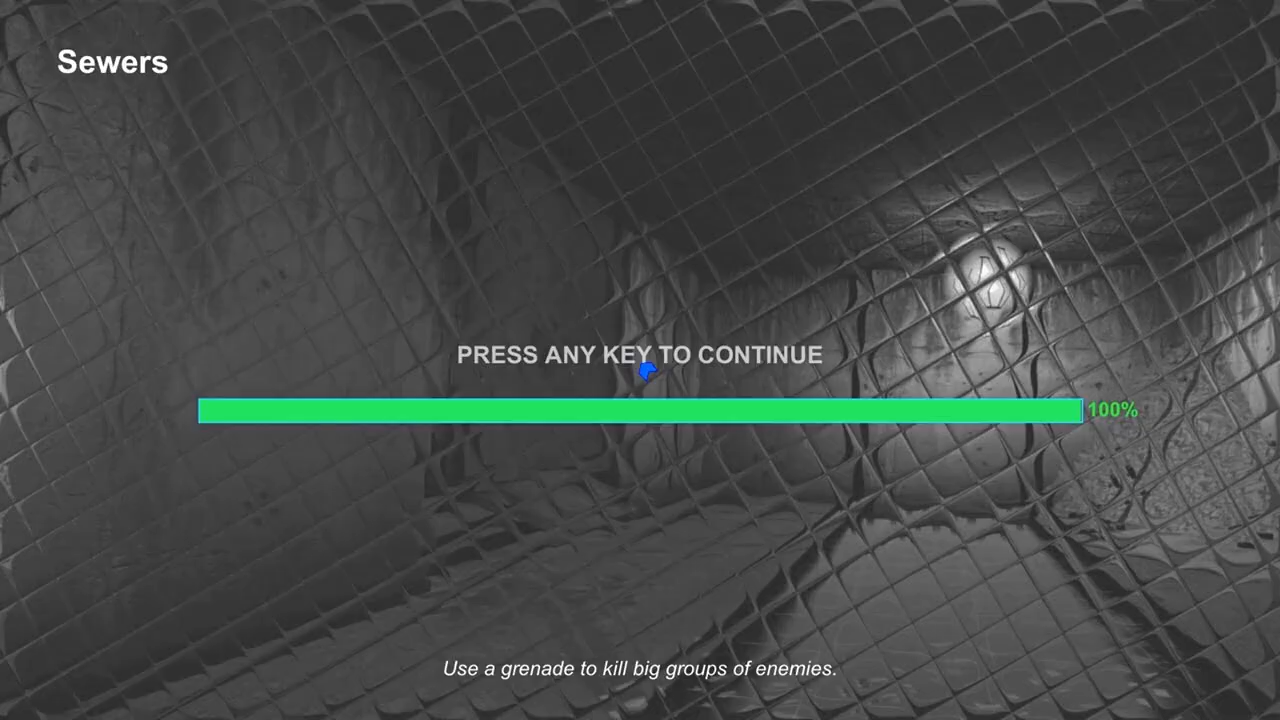 Sewers
PRESS ANY KEY TO CONTINUE
100%
Use a grenade to kill big groups of enemies.